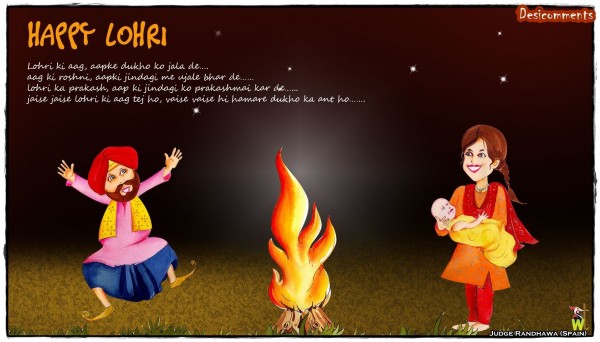 Desicomments
HAPPY LOHRI
Lohri ki aag, aapke dukho ko jala de....
aag ki roshni, aapki jindagi me ujale bhar de......
lohri ka prakash, aap ki jindagi ko prakashmai kar de......
jaise jaise lohri ki aag tej ho, vaise vaise hi hamare dukho ka ant ho.......
W
Judge Randhawa (Spain)